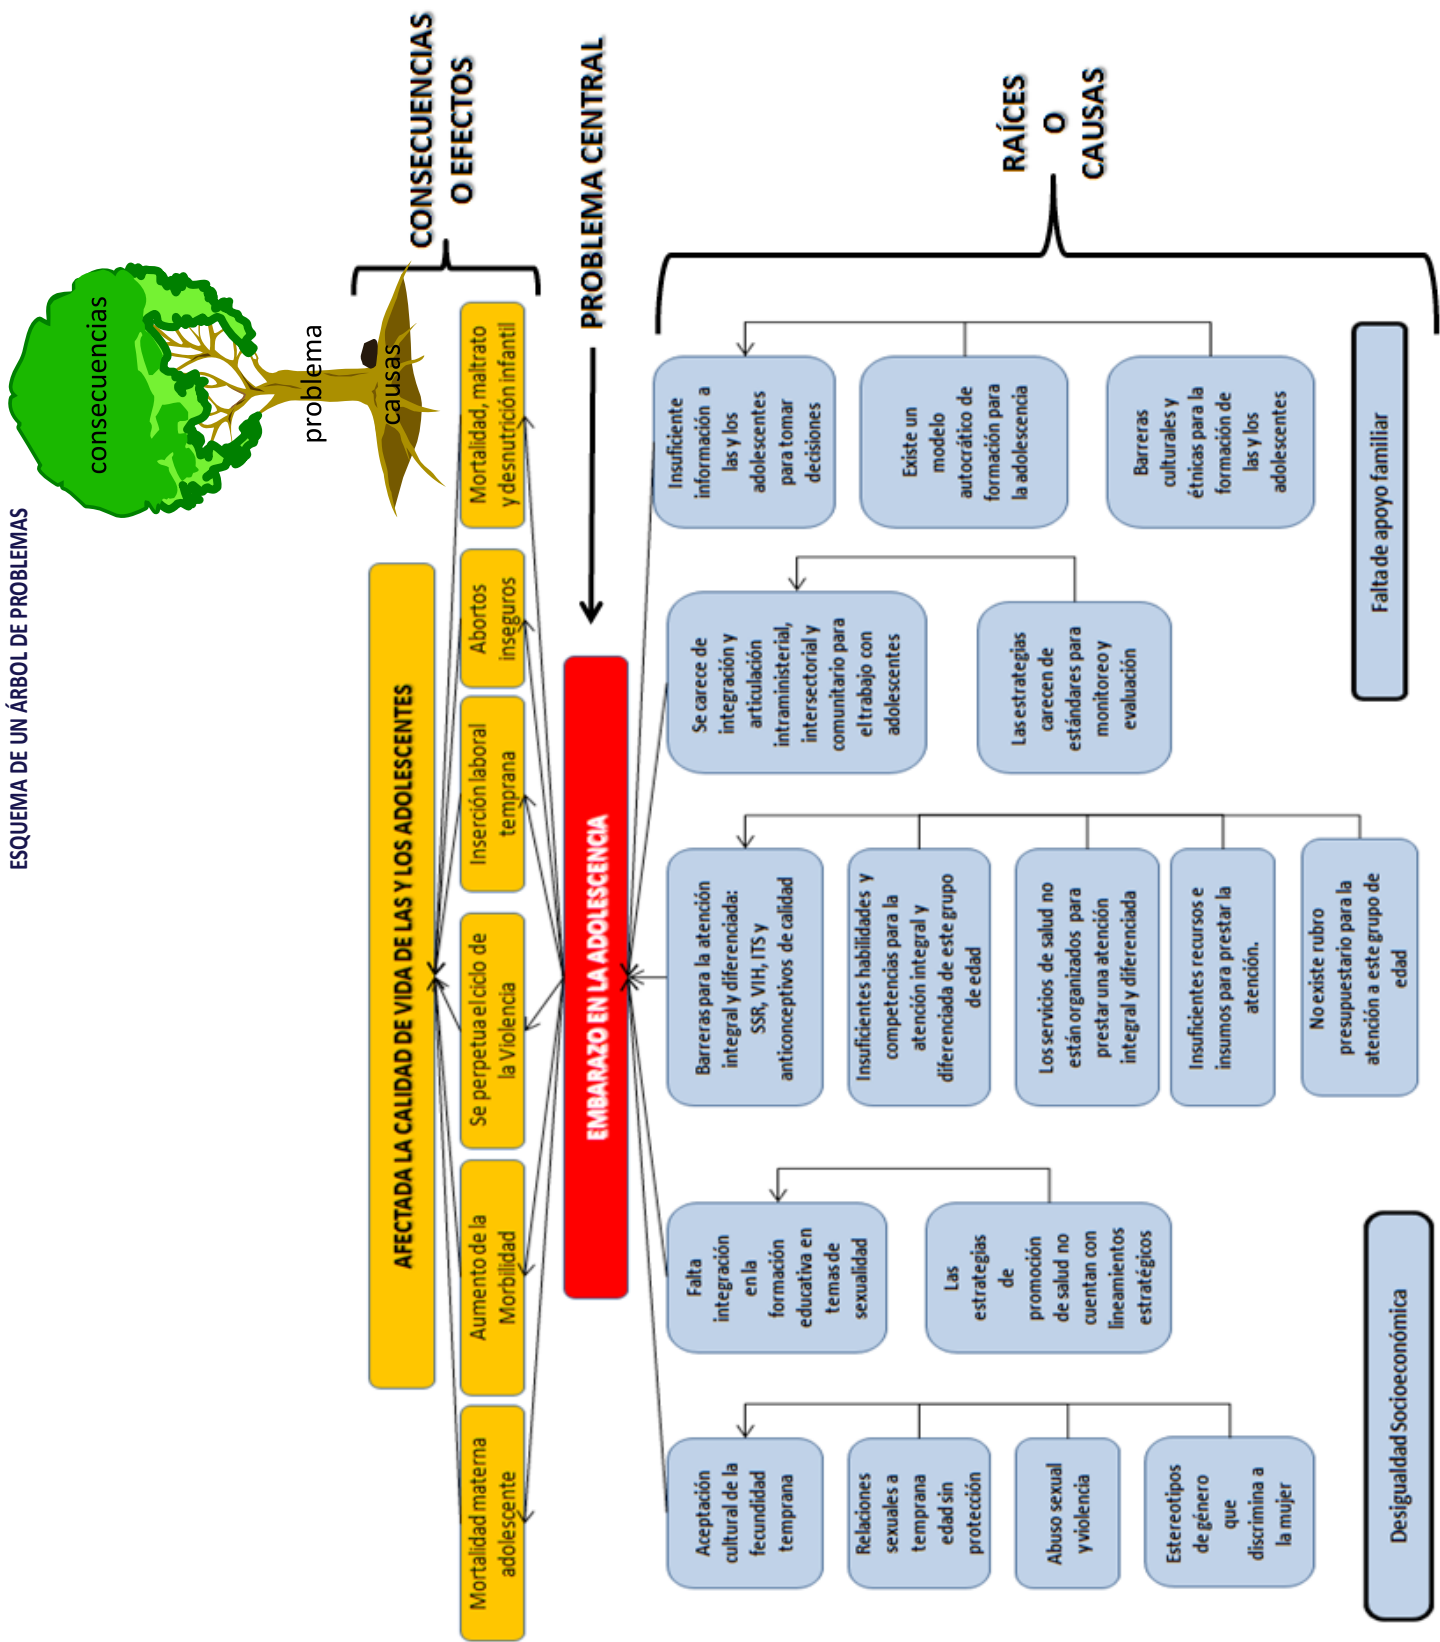 ESQUEMA DE UN ÁRBOL DE PROBLEMAS
consecuencias
problema
causas
CONSECUENCIAS
O EFECTOS
AFECTADA LA CALIDAD DE VIDA DE LAS Y LOS ADOLESCENTES
Mortalidad materna
adolescente
Aumento de la
Morbilidad
Se perpetua el ciclo de
la Violencia
Inserción laboral
temprana
Abortos
inseguros
Mortalidad, maltrato
y desnutrición infantil
EMBARAZO EN LA ADOLESCENCIA
PROBLEMA CENTRAL
RAÍCES
O
CAUSAS
Aceptación
cultural de la
fecundidad
temprana
Relaciones
sexuales a
temprana
edad sin
protección
Abuso sexual
y violencia
Estereotipos
de género
que
discrimina a
la mujer
Falta
integración
en la
formación
educativa en
temas de
sexualidad
Las
estrategias
de
promoción
de salud no
cuentan con
lineamientos
estratégicos
Barreras para la atención
integral y diferenciada:
SSR, VIH, ITS y
anticonceptivos de calidad
Insuficientes habilidades y
competencias para la
atención integral y
diferenciada de este grupo
de edad
Los servicios de salud no
están organizados para
prestar una atención
integral y diferenciada
Insuficientes recursos e
insumos para prestar la
atención.
No existe rubro
presupuestario para la
atención a este grupo de
edad
Se carece de
integración y
articulación
intraministerial,
intersectorial y
comunitario para
el trabajo con
adolescentes
Las estrategias
carecen de
estándares para
monitoreo y
evaluación
Insuficiente
información a
las y los
adolescentes
para tomar
decisiones
Existe un
modelo
autocrático de
formación para
la adolescencia
Barreras
culturales y
étnicas para la
formación de
las y los
adolescentes
Desigualdad Socioeconómica
Falta de apoyo familiar